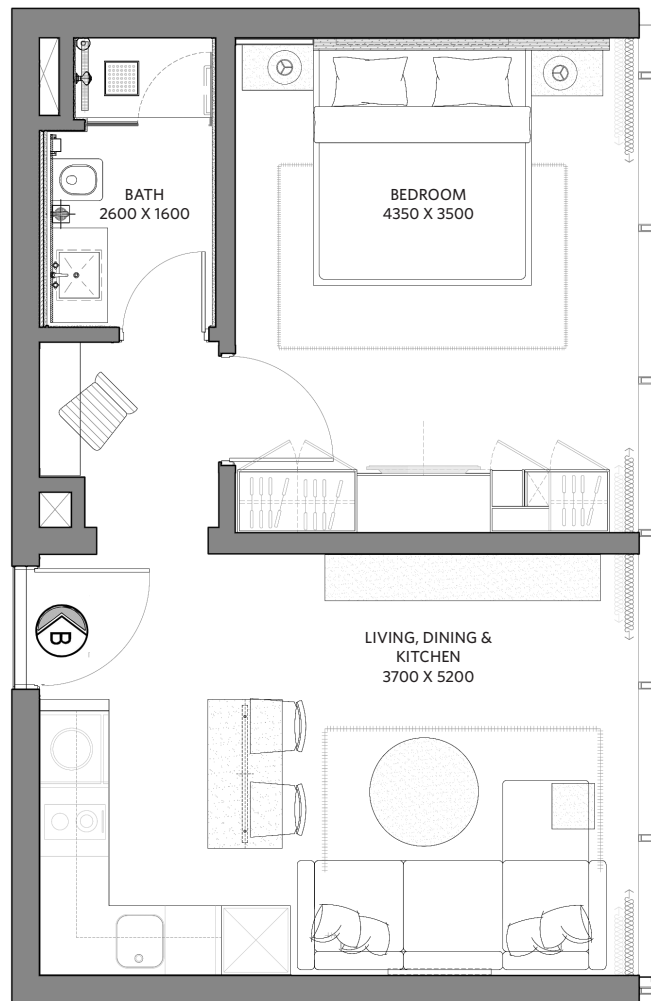 BATH
2600 X 1600
BEDROOM
4350 X 3500
B
LIVING, DINING &
KITCHEN
3700 X 5200